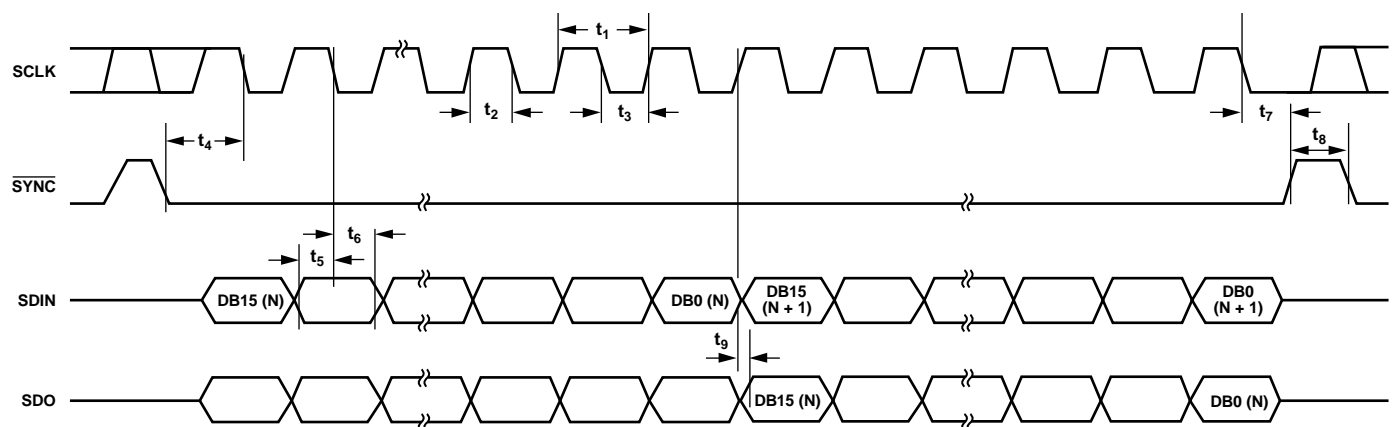 SCLK
t1
t2
t3
t7
t4
t8
SYNC
t6
t5
SDIN
DB15 (N)
DB0 (N)
DB15
(N + 1)
DB0
(N + 1)
t9
SDO
DB15 (N)
DB0 (N)